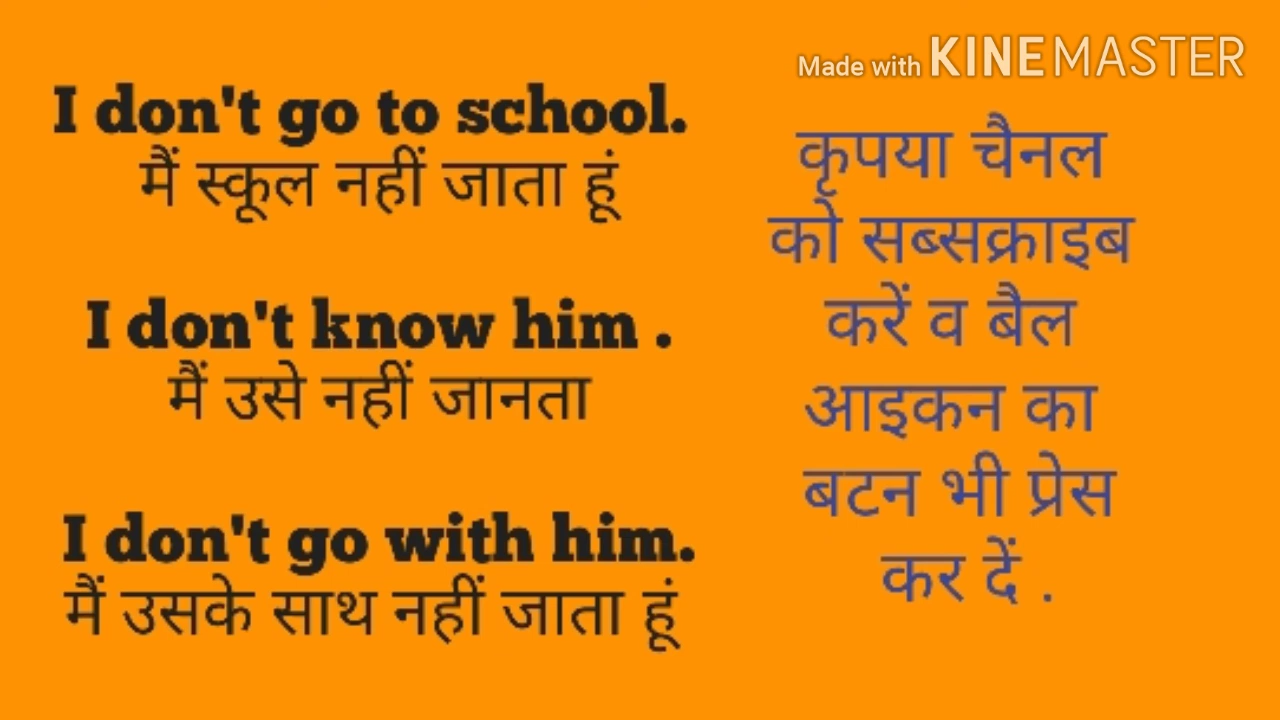 Made with KINEMASTER
I don't go to school.
मैं स्कूल नहीं जाता हूं
I don't know him .
मैं उसे नहीं जानता
I don't go with him.
मैं उसके साथ नहीं जाता हूं
कृपया चैनल
को सब्सक्राइब
करें व बैल
आइकन का
बटन भी प्रेस
कर दें .